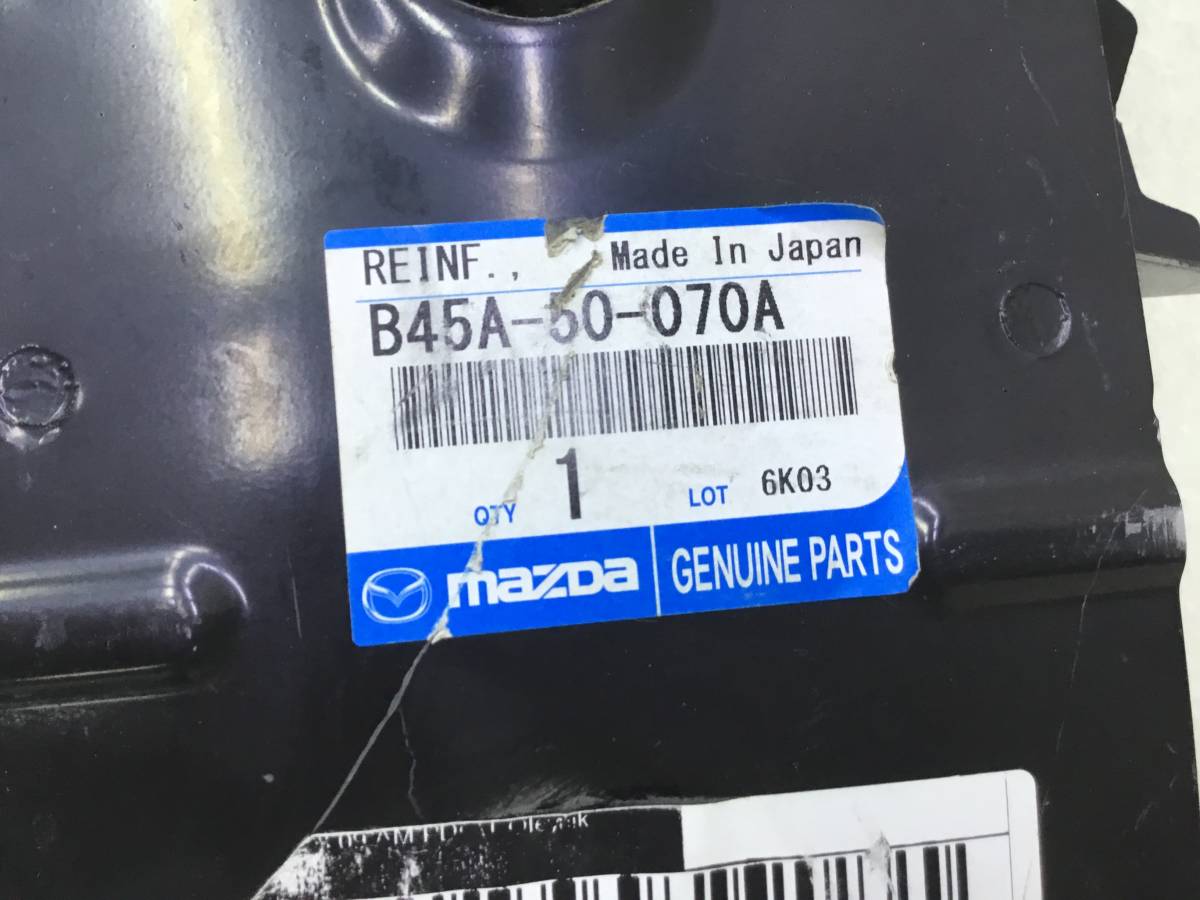 REINF., Made In Japan
B45A-50-070A
QTY 1 LOT 6K03
mazda GENUINE PARTS